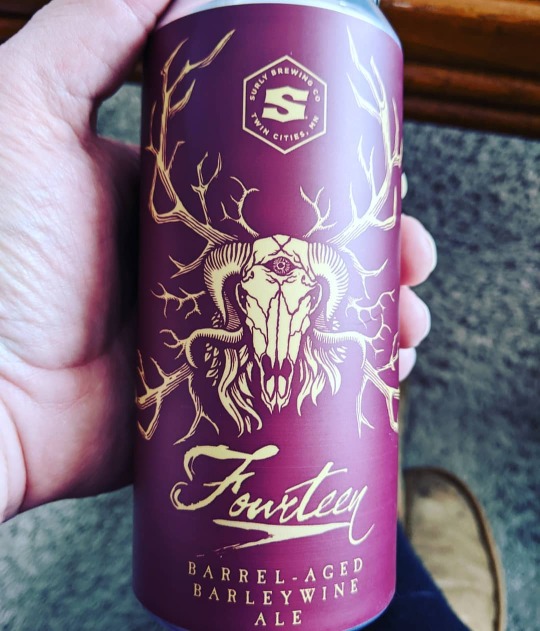 SURLY BREWING CO
S
TWIN CITIES, MN
Fourteen
BARREL-AGED
BARLEYWINE
ALE